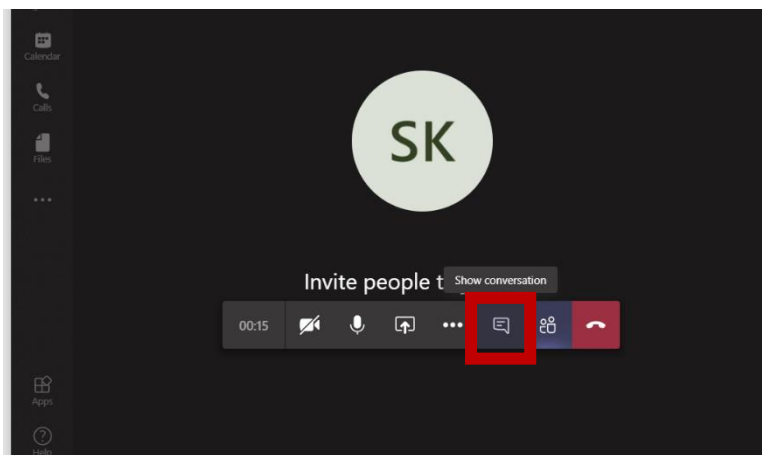 Calendar
Calls
Files
SK
Invite people t
Show conversation
00:15
Apps
Help